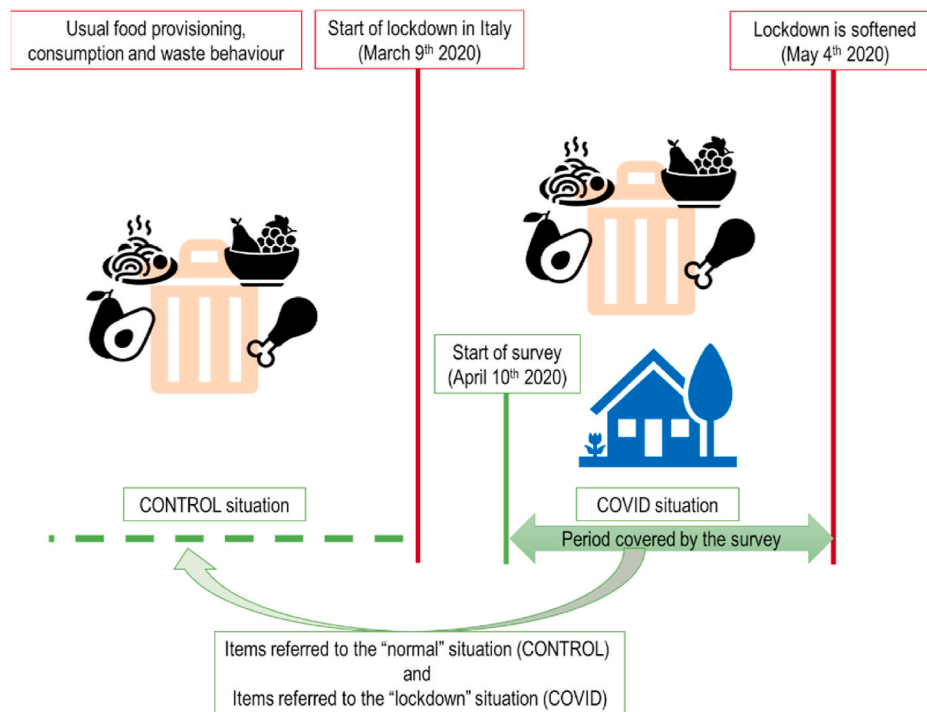 Usual food provisioning,
consumption and waste behaviour
Start of lockdown in Italy
(March 9th 2020)
Lockdown is softened
(May 4th 2020)
Start of survey
(April 10th 2020)
CONTROL situation
COVID situation
Period covered by the survey
Items referred to the “normal” situation (CONTROL)
and
Items referred to the “lockdown” situation (COVID)